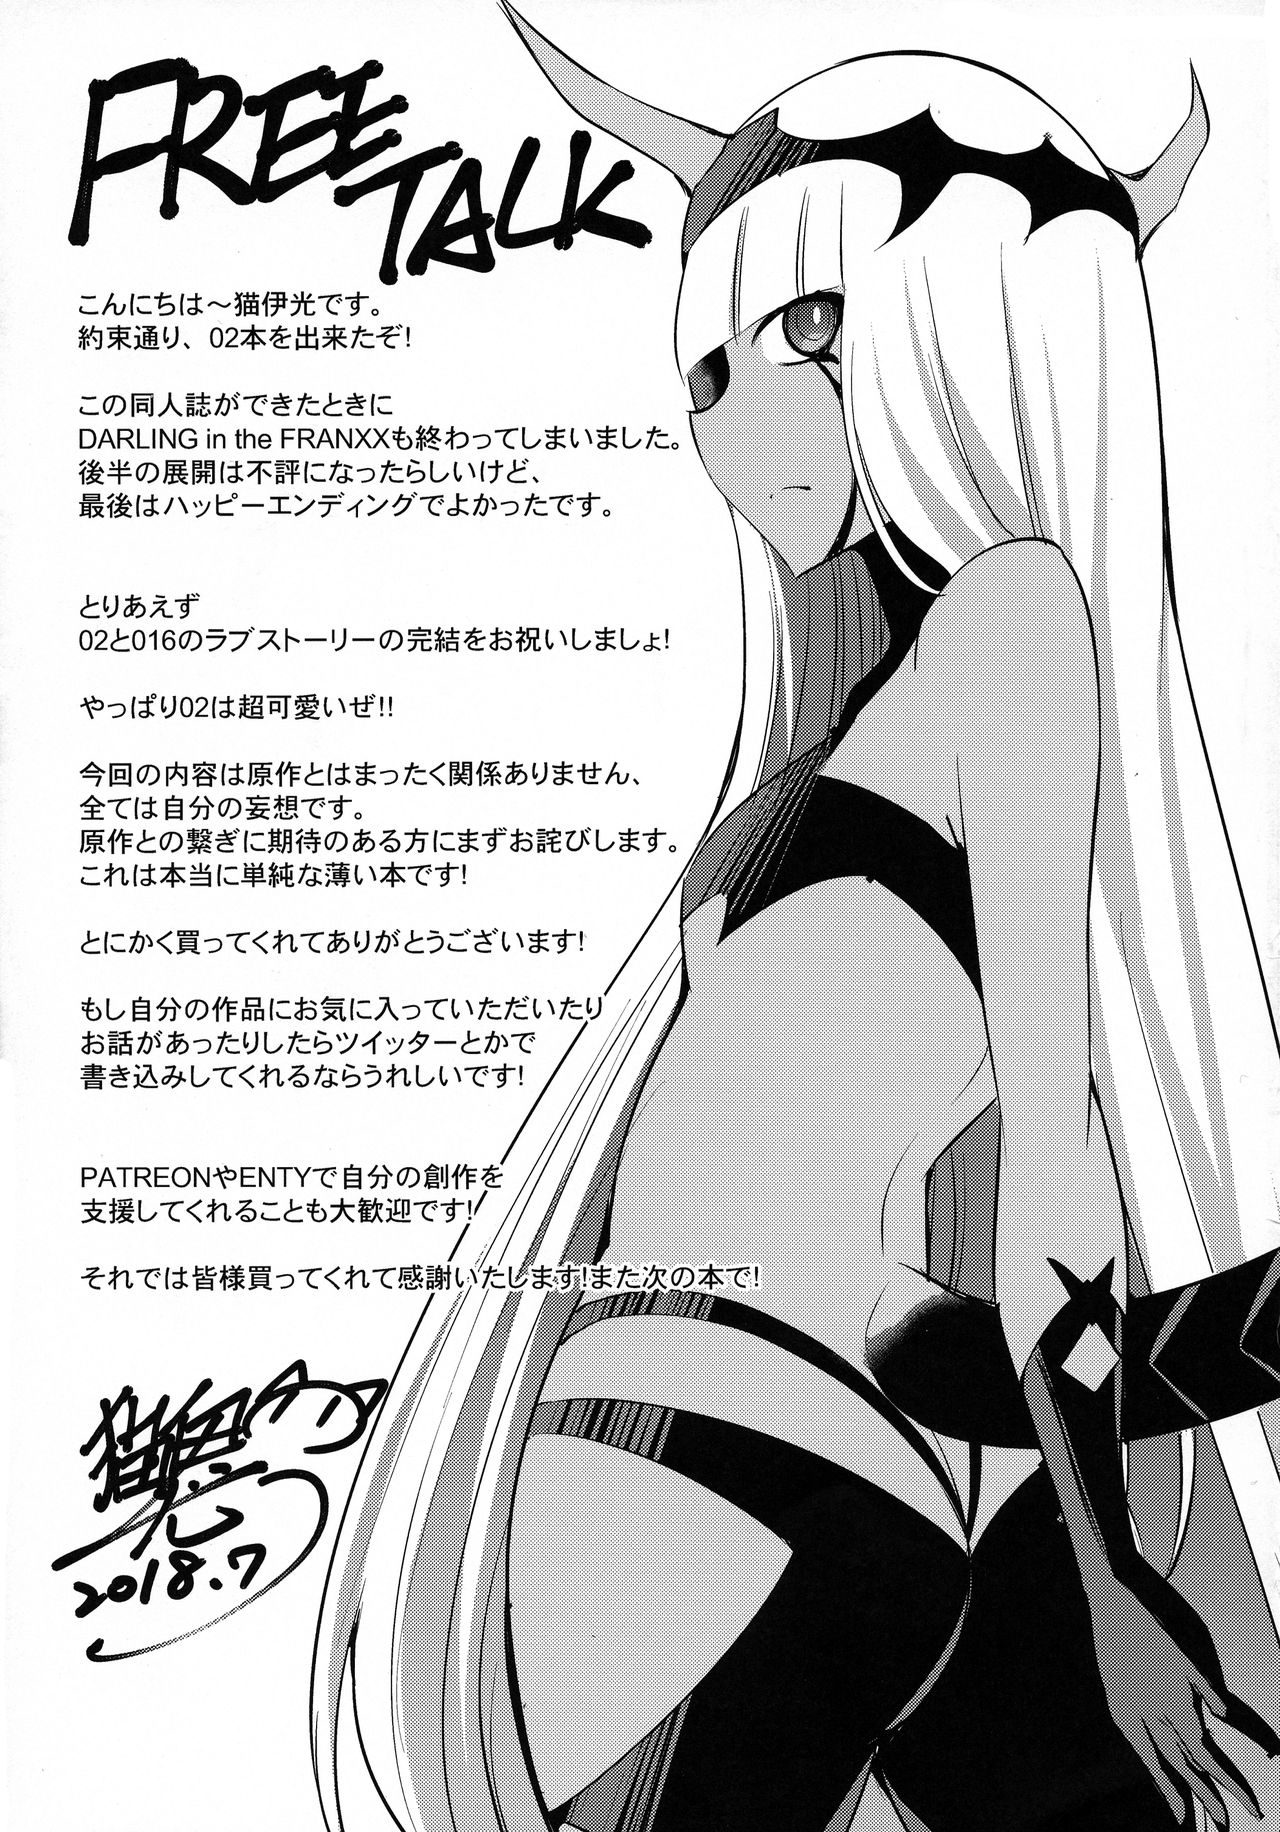 FREE
TALK
こんにちは～猫伊光です。
約束通り、02本を出来たぞ!
この同人誌ができたときに
DARLING in the FRANXXも終わってしまいました。
後半の展開は不評になったらしいけど、
最後はハッピーエンディングでよかったです。
とりあえず
02と016のラブストーリーの完結をお祝いしましょ!
やっぱり02は超可愛いぜ!!
今回の内容は原作とはまったく関係ありません、
全ては自分の妄想です。
原作との繋ぎに期待のある方にまずお詫びします。
これは本当に単純な薄い本です!
とにかく買ってくれてありがとうございます!
もし自分の作品にお気に入っていただいたり
お話があったりしたらツイッターとかで
書き込みしてくれるならうれしいです!
PATREONやENTYで自分の創作を
支援してくれることも大歓迎です!
それでは皆様買ってくれて感謝いたします!また次の本で!
猫伊光
2018.7